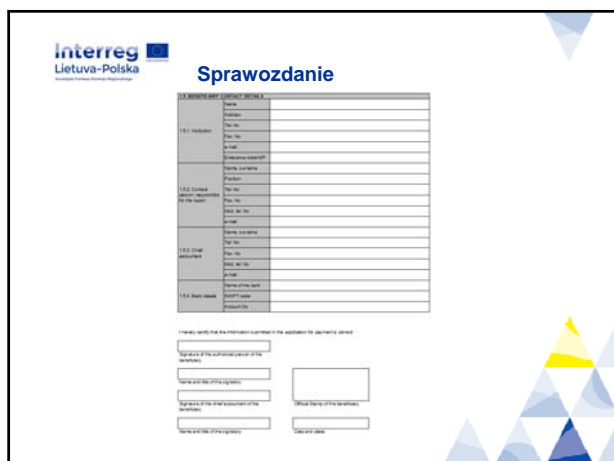 Interreg
Lietuva-Polska
Sprawozdanie
1.5. BENEFICIARY CONTACT DETAILS
1.5.1. Institution
Name
Address
Tel. No
Fax. No
e-mail
Enterprise code/
1.5.2. Contact person, responsible for the report
Name, surname
Position
Tel. No
Fax. No
Mob. tel. No
e-mail
1.5.3. Chief accountant
Name, surname
Tel. No
Fax. No
Mob. tel. No
e-mail
1.5.4. Bank details
Name of the bank
SWIFT code
Account No
I hereby certify that the information submitted in the application for payment is correct
Signature of the authorized person of the
beneficiary
Name and title of the signatory
Signature of the chief accountant of the
beneficiary
Official Stamp of the beneficiary
Name and title of the signatory
Date and place